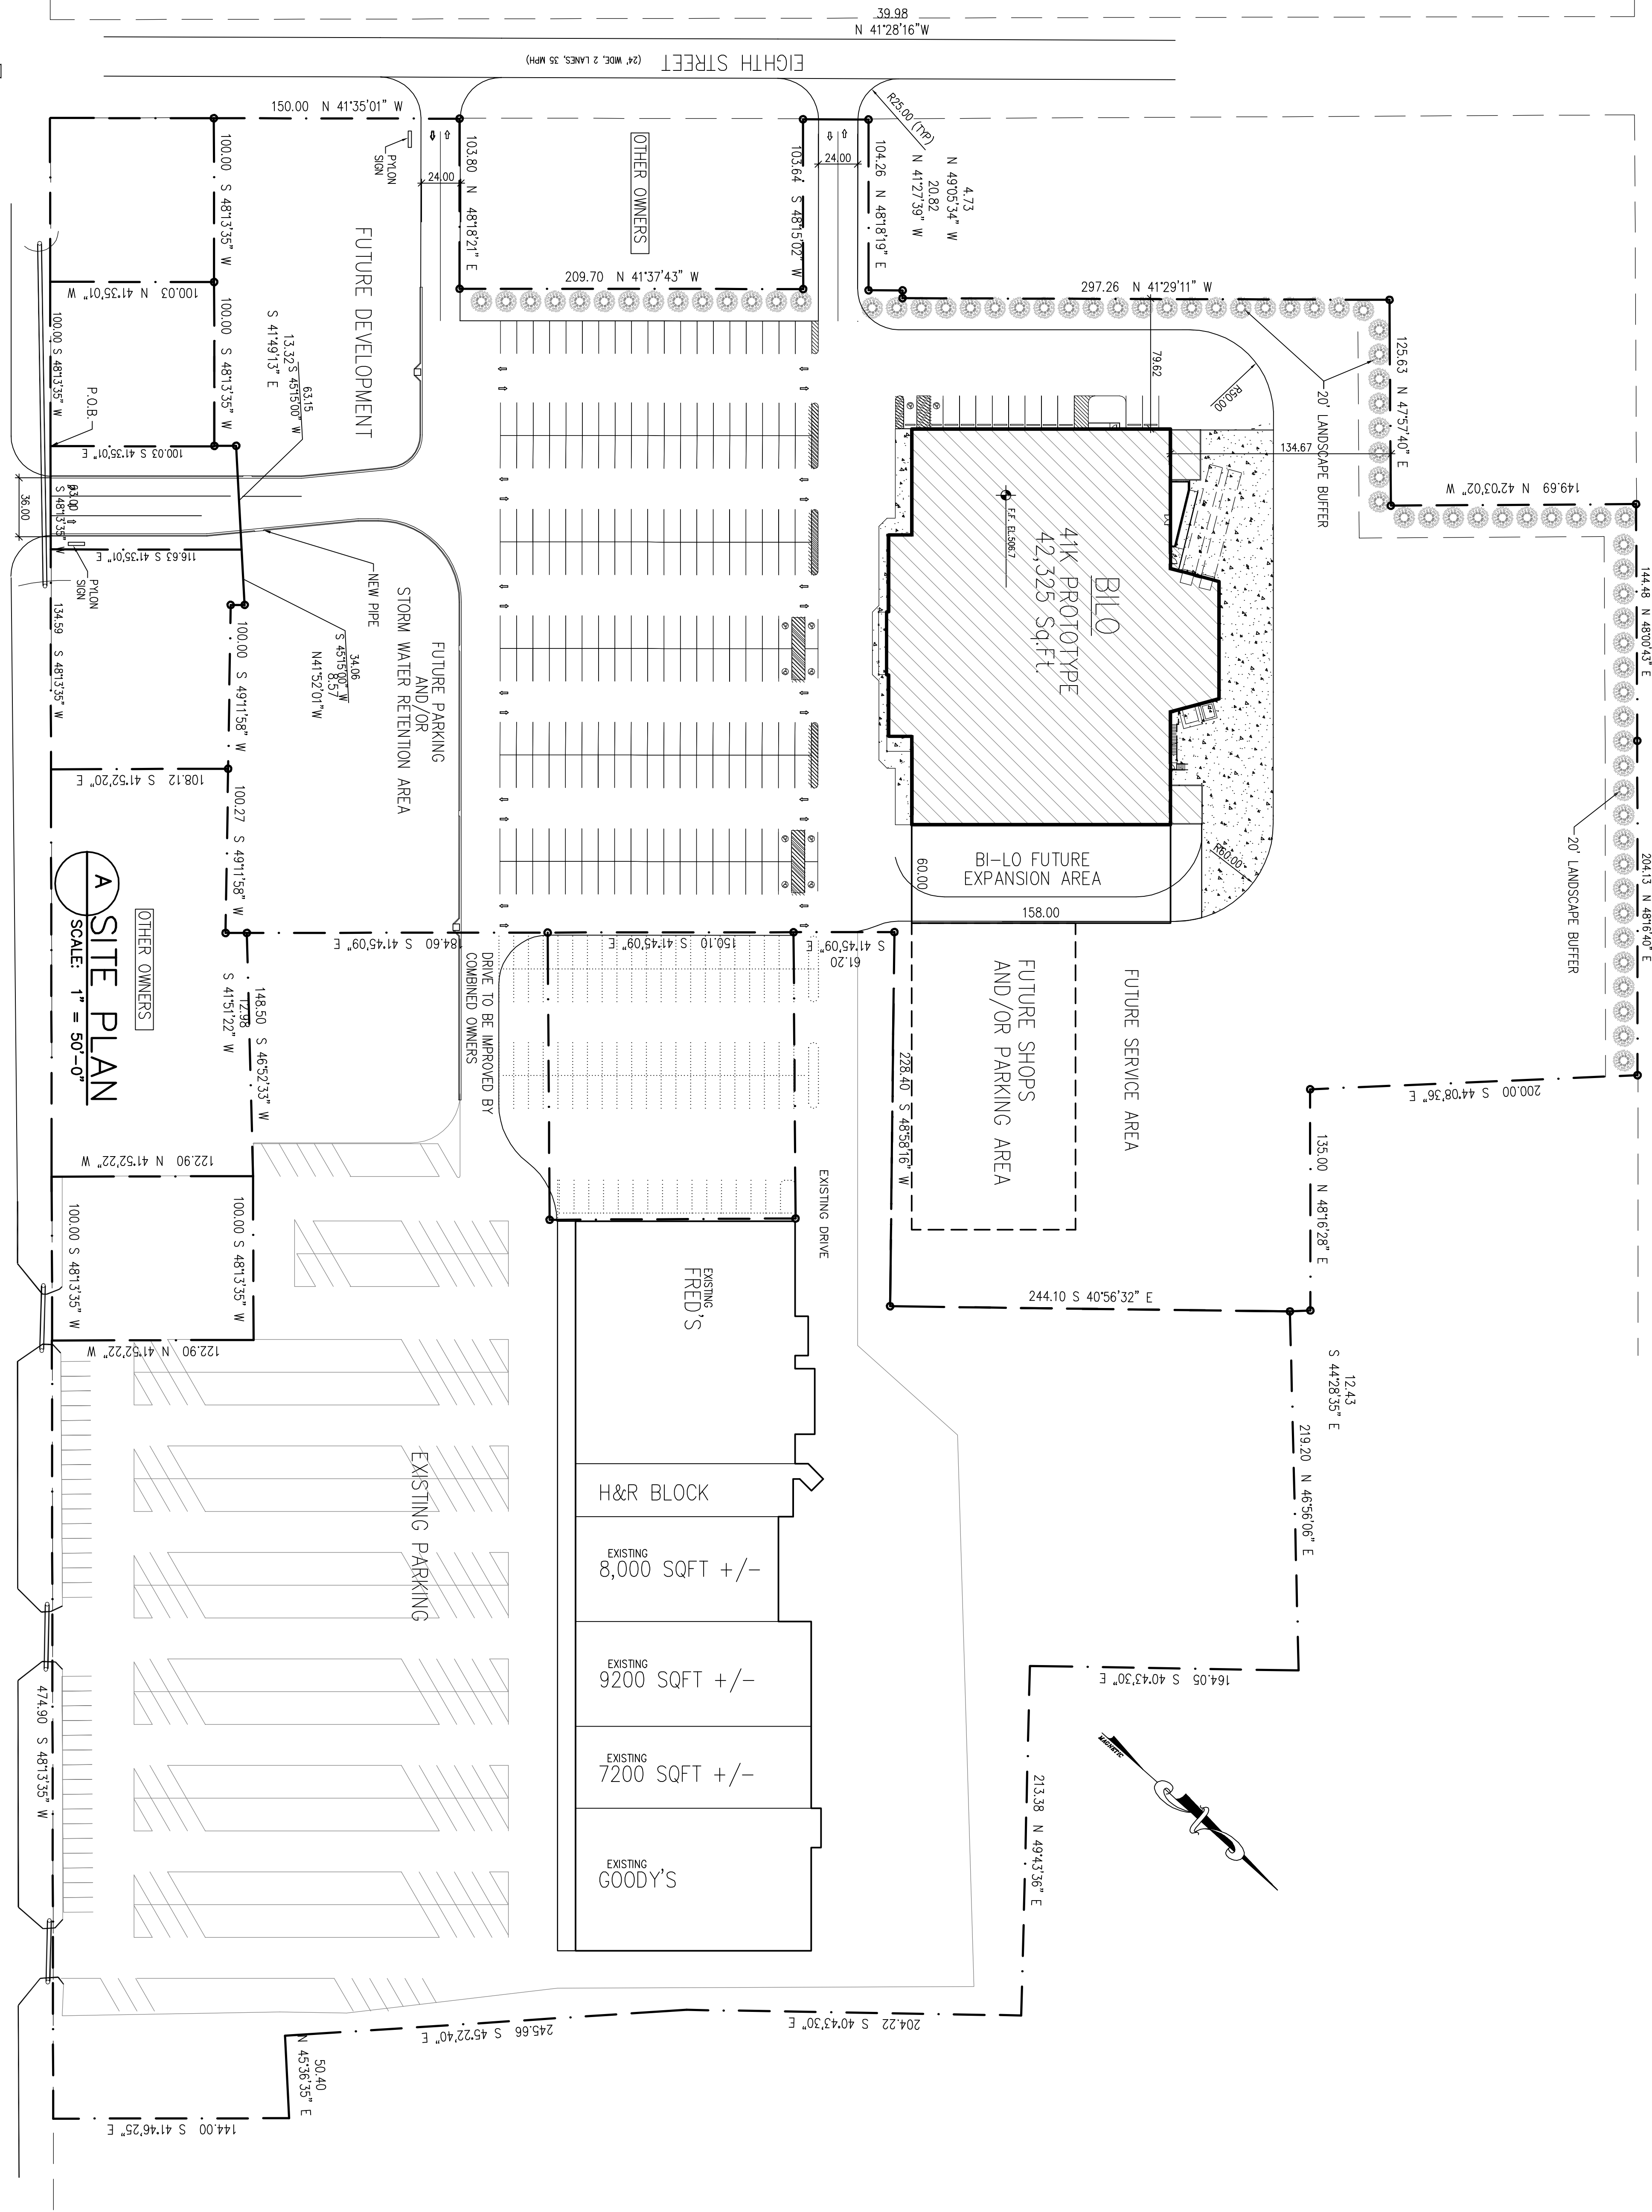 39.98
N 41°28'16"W
EIGHTH STREET
(24' WIDE, 2 LANES, 35 MPH)
150.00 N 41°35'01" W
R25.00 (TYP)
4.73
N 49°05'34" W
20.82
N 41°27'39" W
100.00 S 48°13'35" W
PYLON
SIGN
24.00
103.80 N 48°18'21" E
OTHER OWNERS
103.64 S 48°15'02" W
24.00
104.26 N 48°18'19" E
209.70 N 41°37'43" W
297.26 N 41°29'11" W
125.63 N 47°57'40" E
79.62
R50.00
20' LANDSCAPE BUFFER
134.67
149.69 N 42°03'02" W
144.48 N 48°00'43" E
204.13 N 48°16'40" E
20' LANDSCAPE BUFFER
FUTURE DEVELOPMENT
100.03 N 41°35'01" W
100.00 S 48°13'35" W
100.00 S 48°13'35" W
P.O.B.
100.03 S 41°35'01" E
63.15
S 45°15'00" W
13.32
S 41°49'13" E
36.00
63.00
S 48°13'35" W
116.63 S 41°35'01" E
PYLON
SIGN
NEW PIPE
134.59 S 48°13'35" W
34.06
S 45°15'00" W
8.57
N41°52'01"W
100.00 S 49°11'58" W
FUTURE PARKING
AND/OR
STORM WATER RETENTION AREA
108.12 S 41°52'20" E
100.27 S 49°11'58" W
F.F. EL.506.7
BILO
41K PROTOTYPE
42,325 Sq.Ft.
BI-LO FUTURE
EXPANSION AREA
60.00
R60.00
158.00
A
SITE PLAN
SCALE: 1" = 50'-0"
OTHER OWNERS
184.60 S 41°45'09" E
150.10 S 41°45'09" E
61.20
S 41°45'09" E
12.98
S 41°51'22" W
148.50 S 46°52'33" W
DRIVE TO BE IMPROVED BY
COMBINED OWNERS
228.40 S 48°58'16" W
FUTURE SHOPS
AND/OR PARKING AREA
FUTURE SERVICE AREA
200.00 S 44°08'36" E
135.00 N 48°16'28" E
122.90 N 41°52'22" W
100.00 S 48°13'35" W
100.00 S 48°13'35" W
122.90 N 41°52'22" W
EXISTING DRIVE
244.10 S 40°56'32" E
12.43
S 44°28'35" E
219.20 N 46°56'06" E
EXISTING
FRED'S
H&R BLOCK
EXISTING
8,000 SQFT +/-
EXISTING
9200 SQFT +/-
EXISTING
7200 SQFT +/-
EXISTING
GOODY'S
EXISTING PARKING
164.05 S 40°43'30" E
MAGNETIC
213.38 N 49°43'36" E
474.90 S 48°13'35" W
204.22 S 40°43'30" E
245.66 S 45°22'40" E
50.40
N 45°36'35" E
144.00 S 41°46'25" E